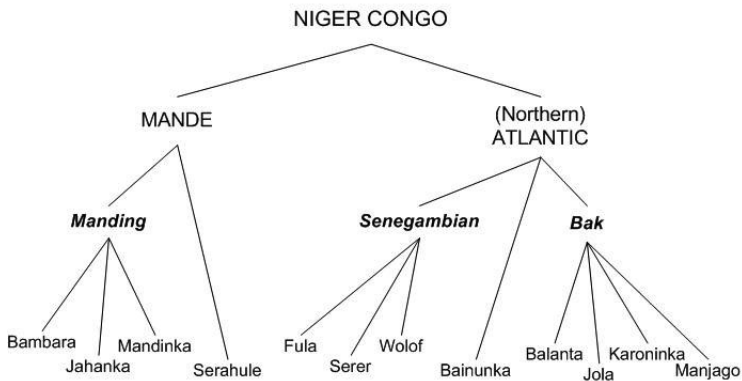 NIGER CONGO
MANDE
(Northern)
ATLANTIC
Manding
Senegambian
Bak
Bambara
Jahanka
Mandinka
Serahule
Fula
Serer
Wolof
Bainunka
Balanta
Jola
Karoninka
Manjago